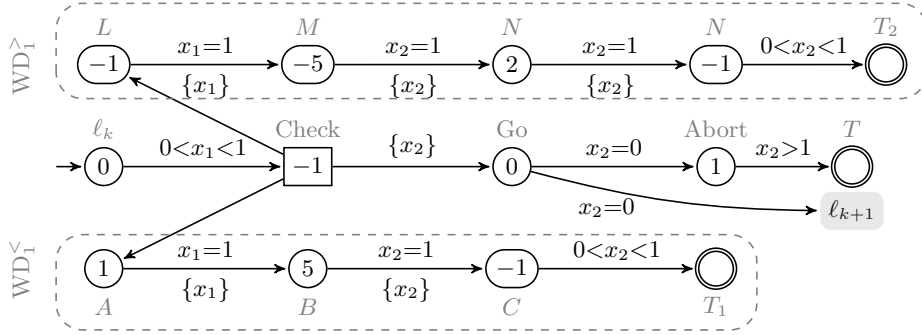 L M N N T₂
WD₁^> −1 x₁=1 {x₁} −5 x₂=1 {x₂} 2 x₂=1 {x₂} −1 0<x₂<1
ℓₖ Check Go Abort T
0 0<x₁<1 −1 {x₂} 0 x₂=0 1 x₂>1
x₂=0 ℓₖ₊₁
WD₁^< 1 x₁=1 {x₁} 5 x₂=1 {x₂} −1 0<x₂<1
A B C T₁